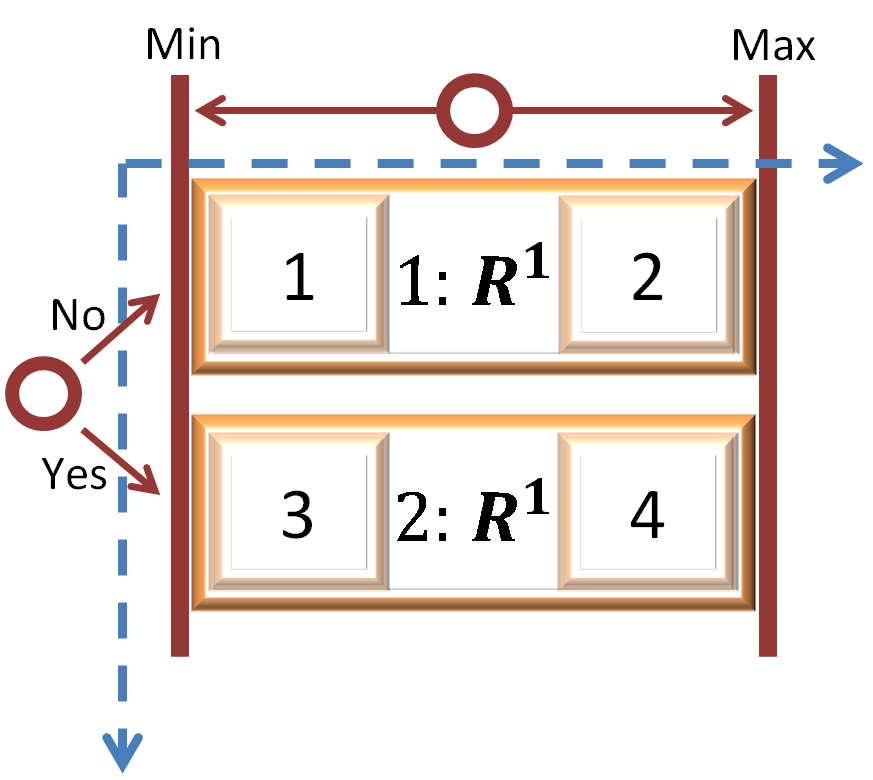 Min Max
1 1: R¹ 2
No
Yes
3 2: R¹ 4